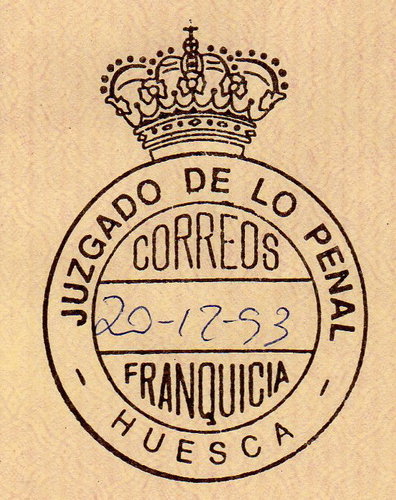 JUZGADO DE LO PENAL
CORREOS
20-12-93
FRANQUICIA
- HUESCA -